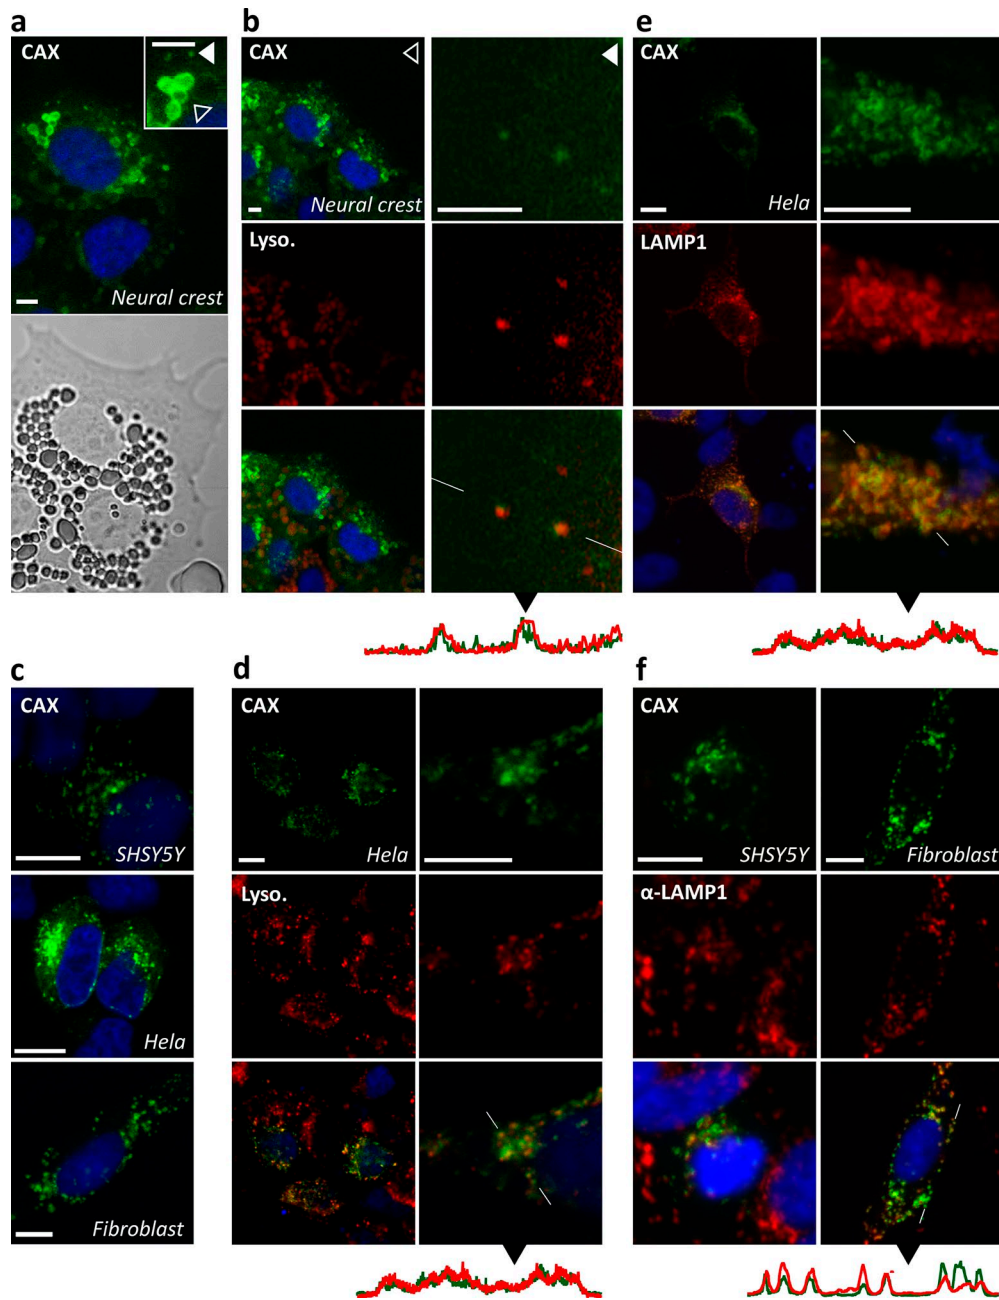 a
CAX
Neural crest
b
CAX
Neural crest
Lyso.
e
CAX
Hela
LAMP1
c
CAX
SHSY5Y
Hela
Fibroblast
d
CAX
Hela
Lyso.
f
CAX
SHSY5Y
Fibroblast
α-LAMP1